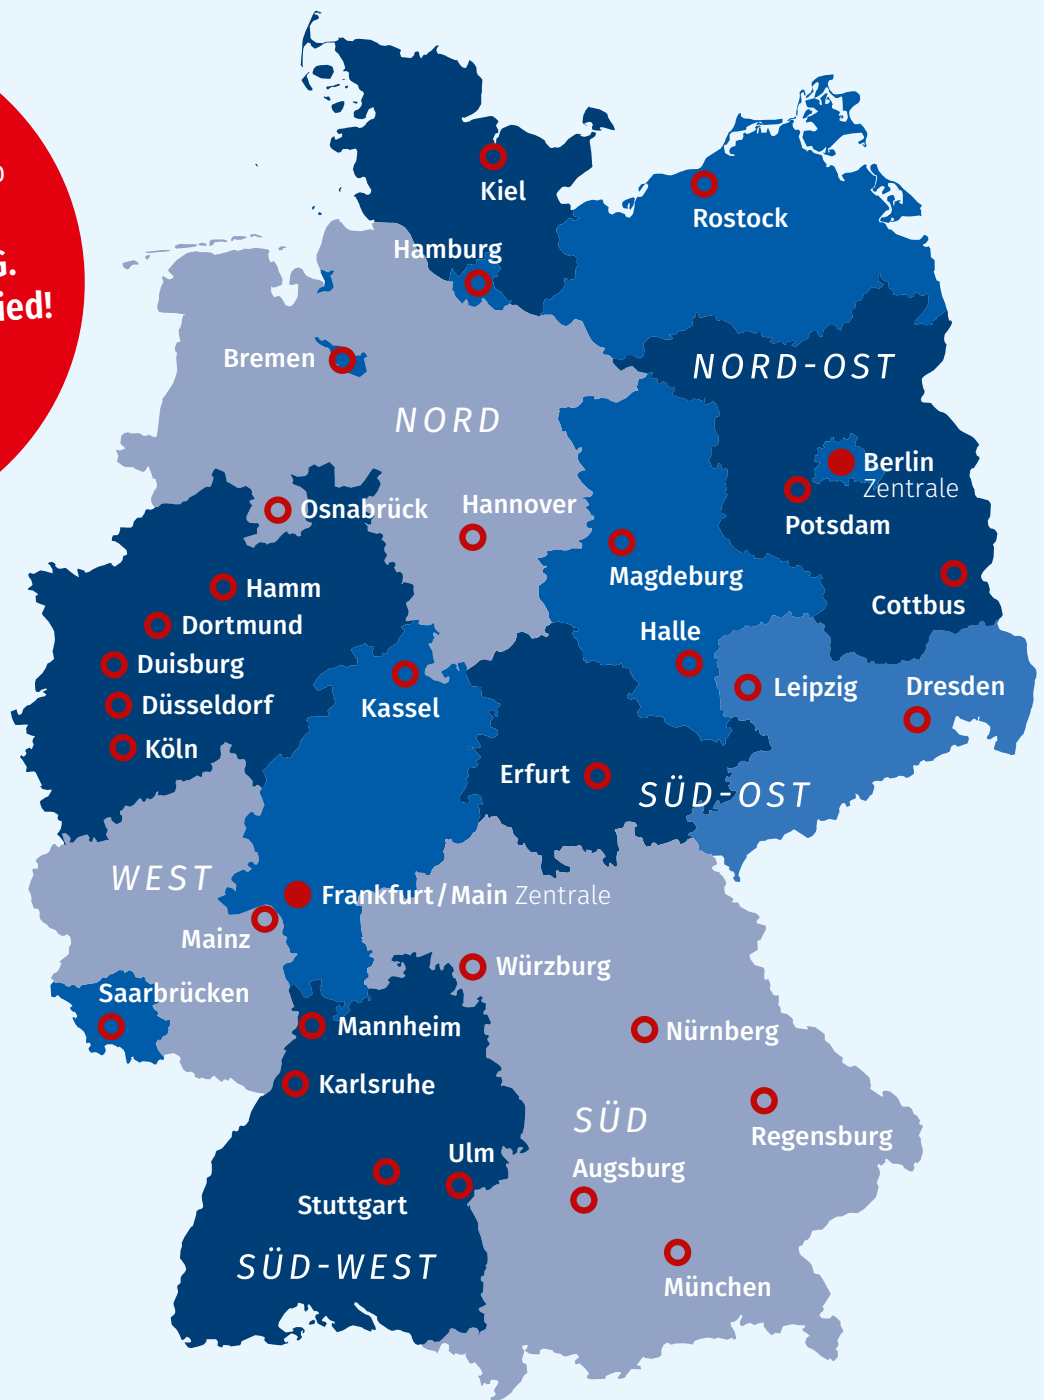 G.
ied!
Kiel
Rostock
Hamburg
Bremen
NORD-OST
NORD
Berlin
Zentrale
Osnabrück
Hannover
Potsdam
Magdeburg
Hamm
Cottbus
Dortmund
Halle
Duisburg
Leipzig
Dresden
Düsseldorf
Kassel
Köln
Erfurt
SÜD-OST
WEST
Frankfurt/Main Zentrale
Mainz
Würzburg
Saarbrücken
Mannheim
Nürnberg
Karlsruhe
SÜD
Regensburg
Ulm
Augsburg
Stuttgart
SÜD-WEST
München